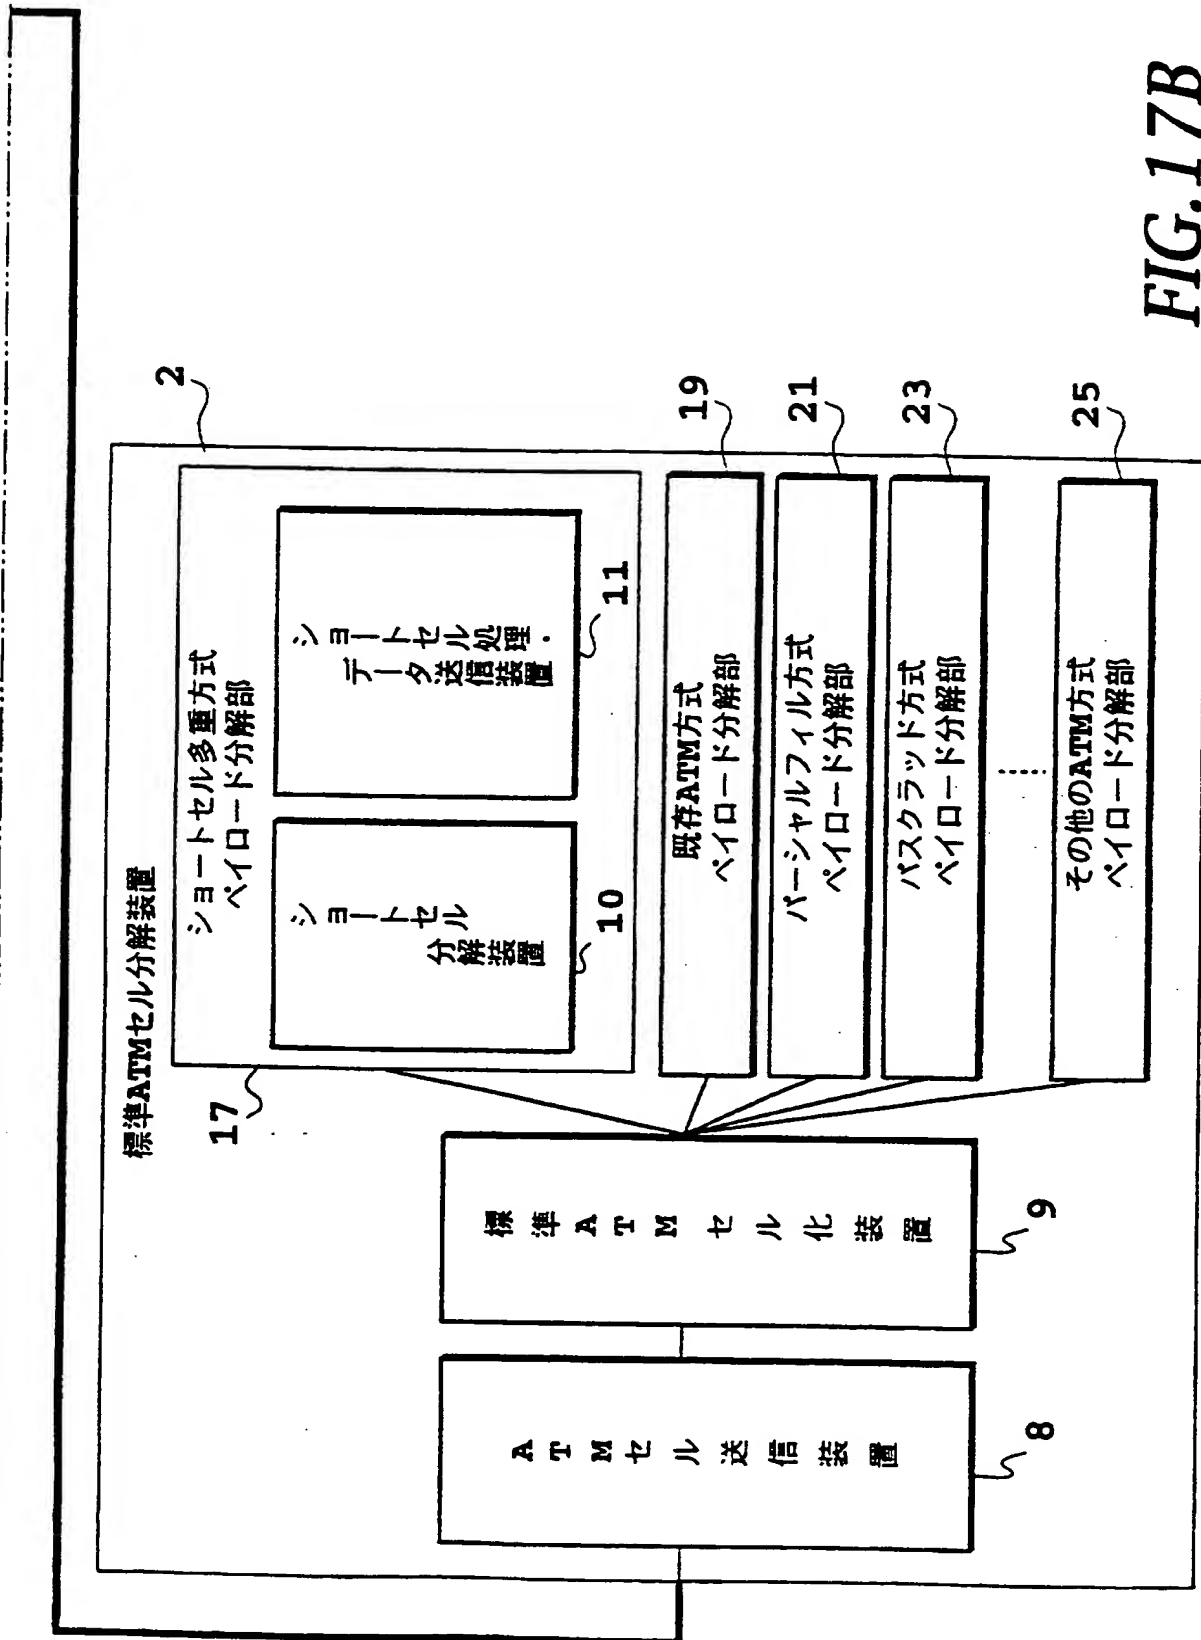 標準ATMセル分解装置
2
17
ショートセル多重方式
ペイロード分解部
ショートセル
分解装置
10
ショートセル処理・
データ送信装置
11
既存ATM方式
ペイロード分解部
19
パーシャルフィル方式
ペイロード分解部
21
パスクラッド方式
ペイロード分解部
23
その他のATM方式
ペイロード分解部
25
標準ATMセル化装置
9
ATMセル送信装置
8
FIG.17B